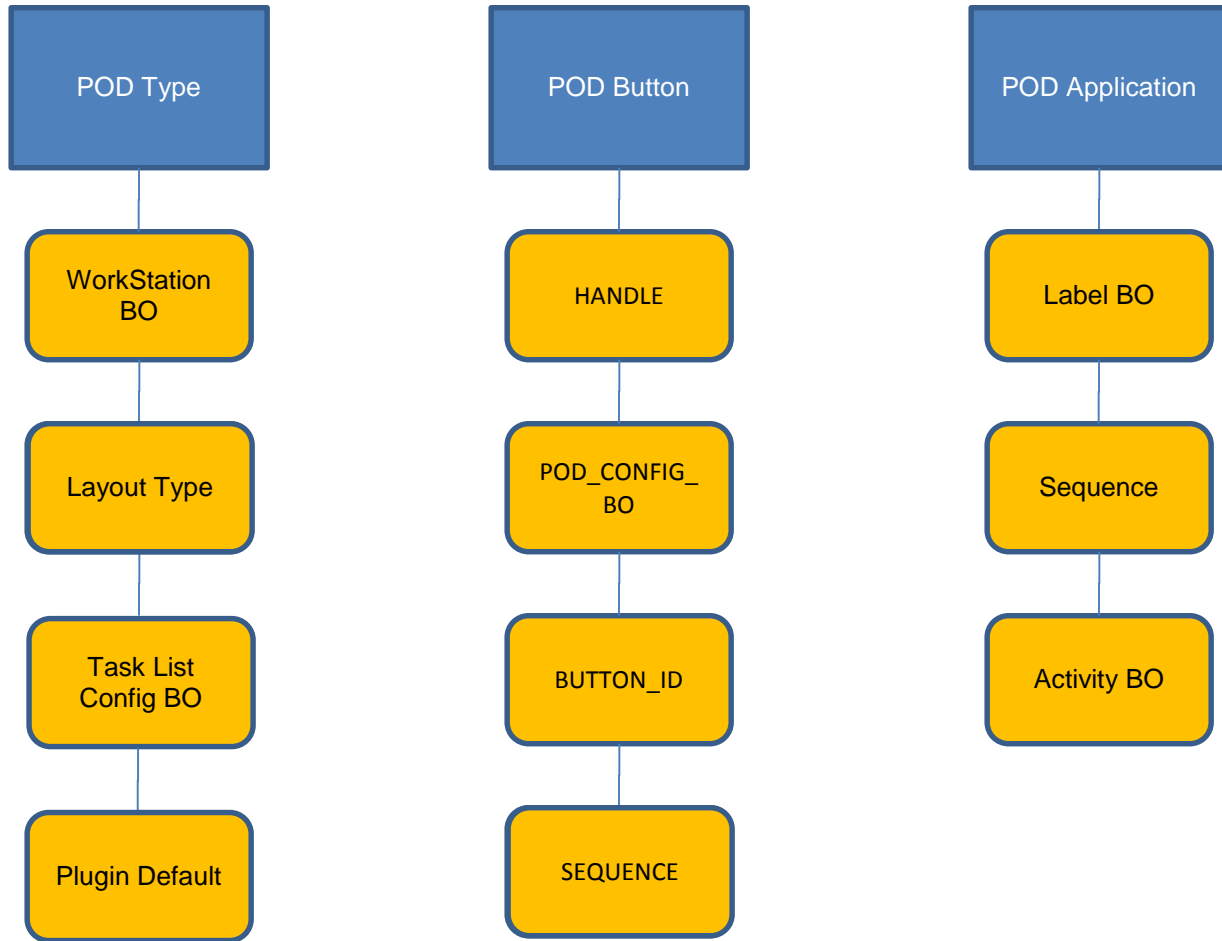 POD Type
POD Button
POD Application
WorkStation
BO
HANDLE
Label BO
Layout Type
POD_CONFIG_
BO
Sequence
Task List
Config BO
BUTTON_ID
Activity BO
Plugin Default
SEQUENCE